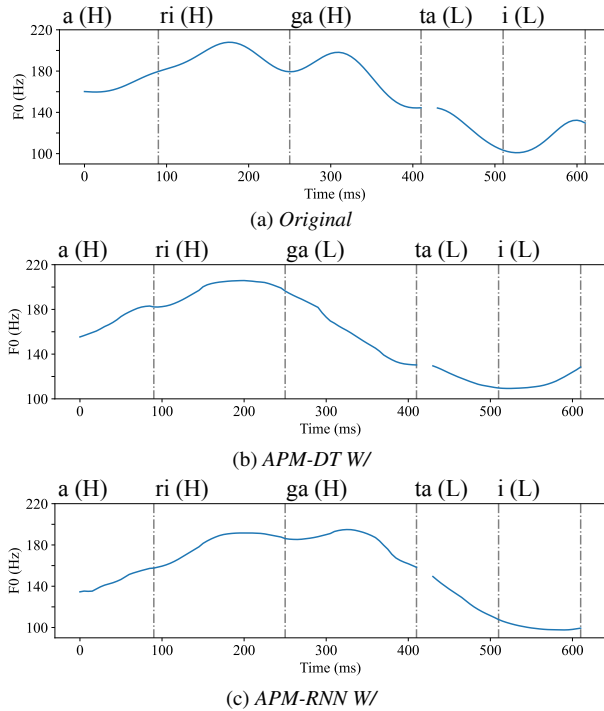 a (H) ri (H) ga (H) ta (L) i (L)
220
180
140
100
F0 (Hz)
0 100 200 300 400 500 600
Time (ms)
(a) Original
a (H) ri (H) ga (L) ta (L) i (L)
220
180
140
100
F0 (Hz)
0 100 200 300 400 500 600
Time (ms)
(b) APM-DT W/
a (H) ri (H) ga (H) ta (L) i (L)
220
180
140
100
F0 (Hz)
0 100 200 300 400 500 600
Time (ms)
(c) APM-RNN W/